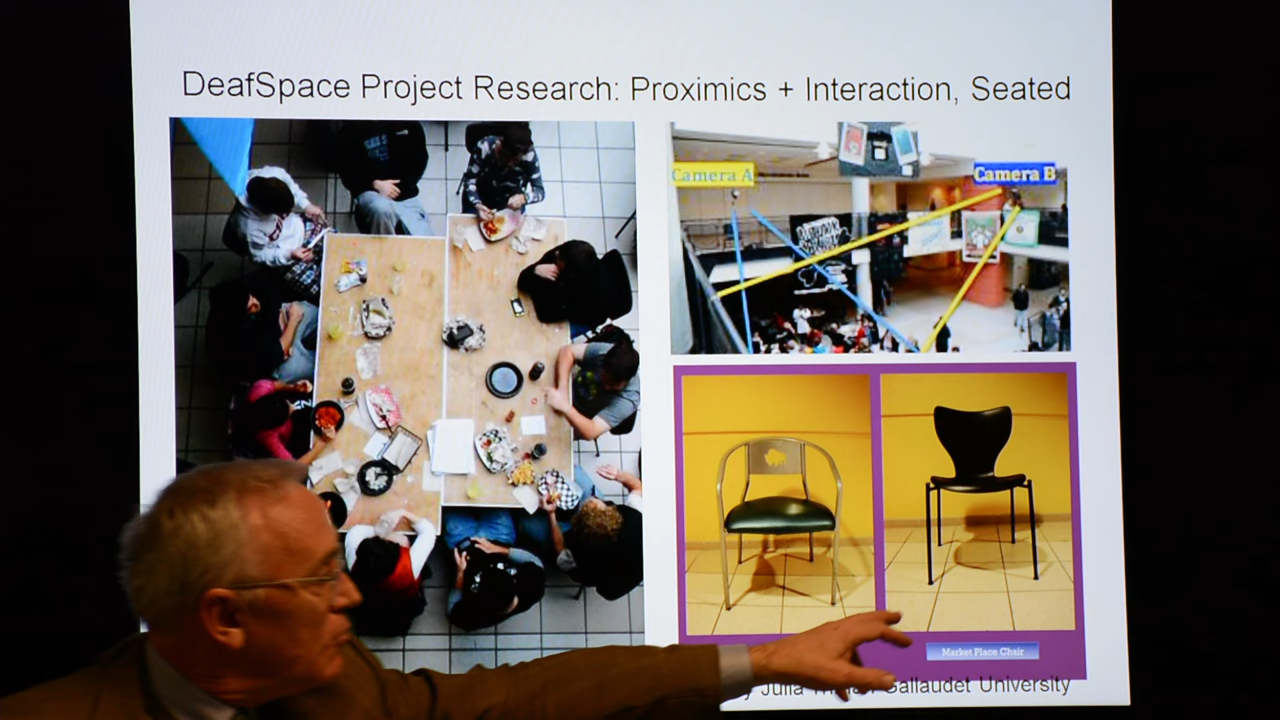 DeafSpace Project Research: Proximics + Interaction, Seated
Camera A
Camera B
Market Place Chair
Julia
Gallaudet University